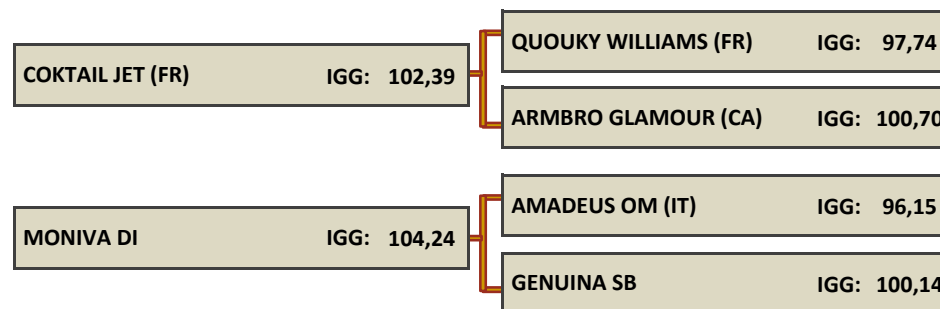 QUOUKY WILLIAMS (FR) IGG: 97,74
COKTAIL JET (FR) IGG: 102,39
ARMBRO GLAMOUR (CA) IGG: 100,70
AMADEUS OM (IT) IGG: 96,15
MONIVA DI IGG: 104,24
GENUINA SB IGG: 100,14